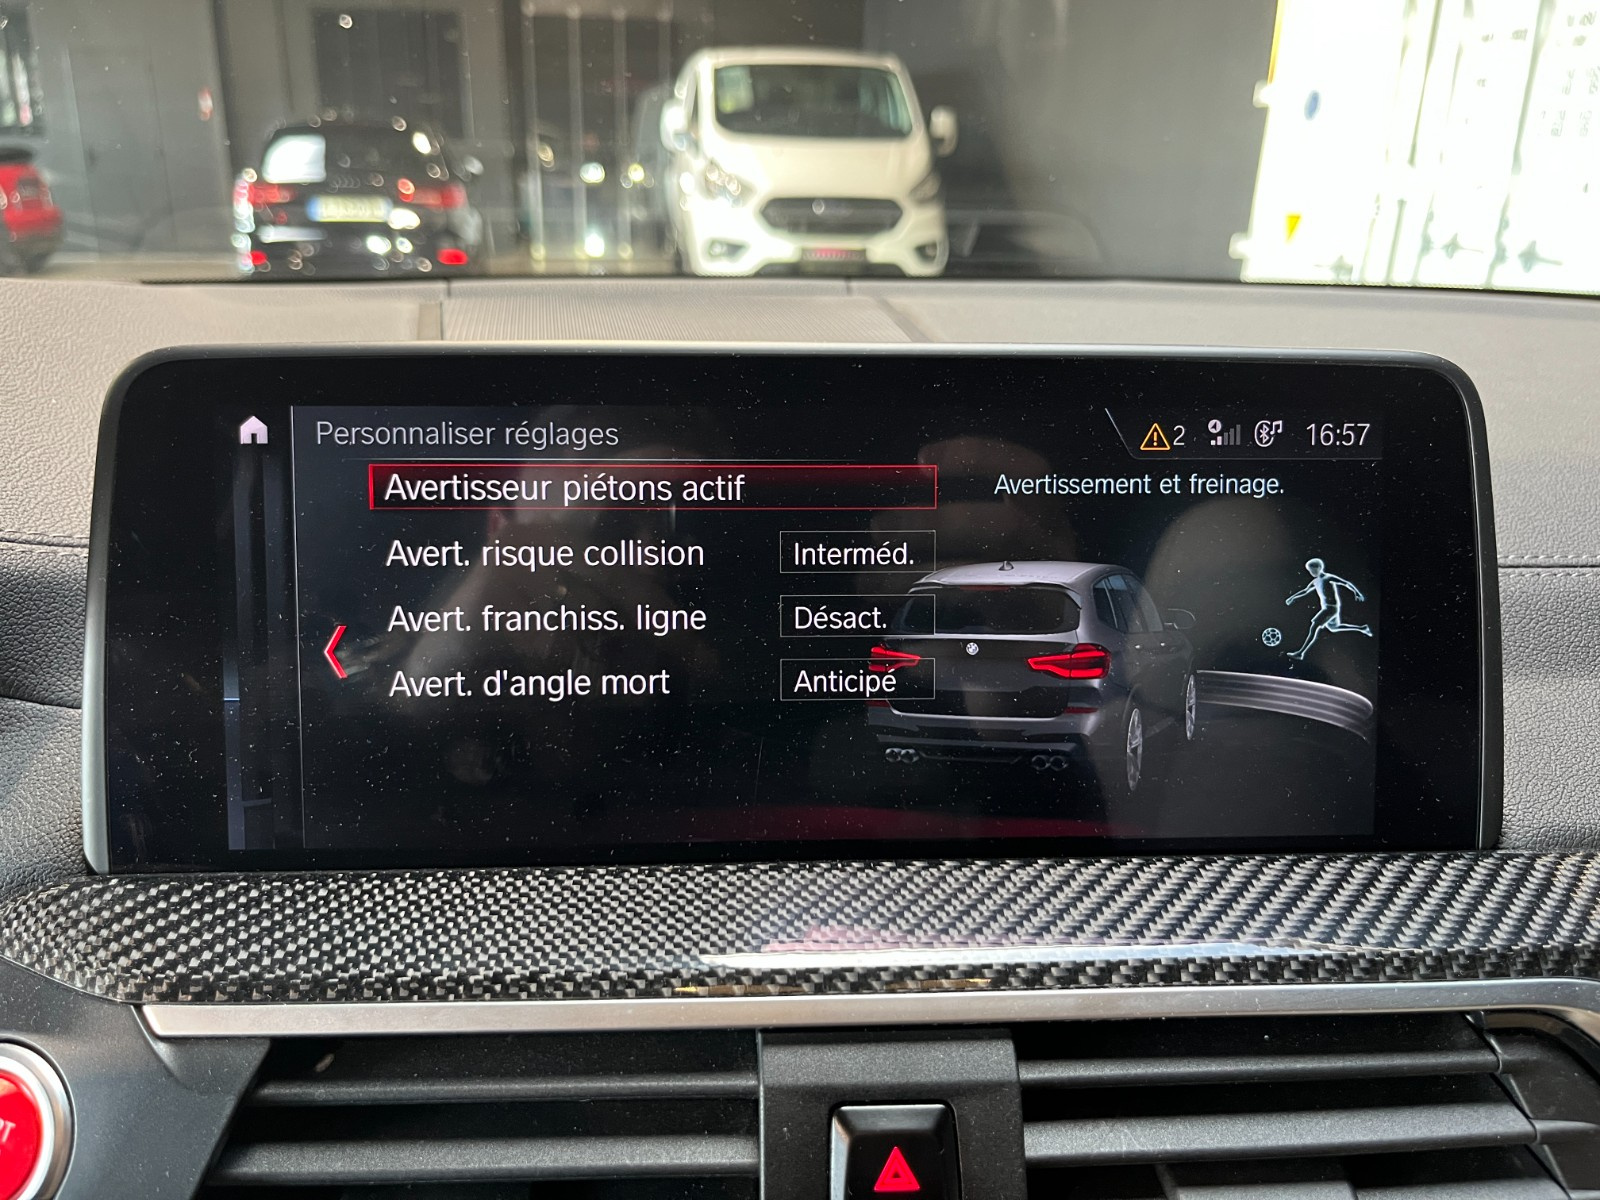 Personnaliser réglages
2
16:57
Avertisseur piétons actif
Avertissement et freinage.
Avert. risque collision
Interméd.
Avert. franchiss. ligne
Désact.
Avert. d'angle mort
Anticipé